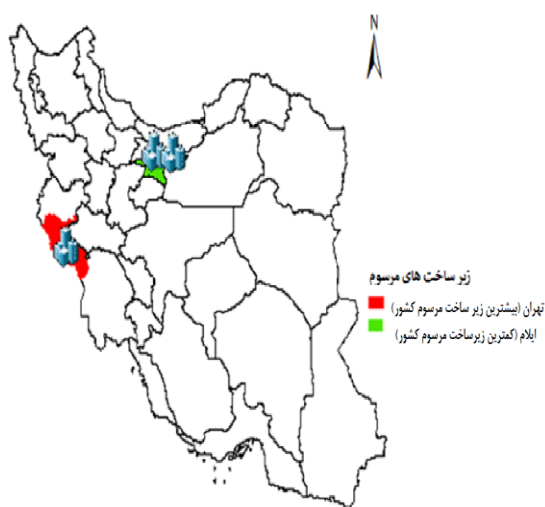 N
زیر ساخت های مرسوم
تهران (بیشترین زیر ساخت مرسوم کشور)
ایلام (کمترین زیرساخت مرسوم کشور)